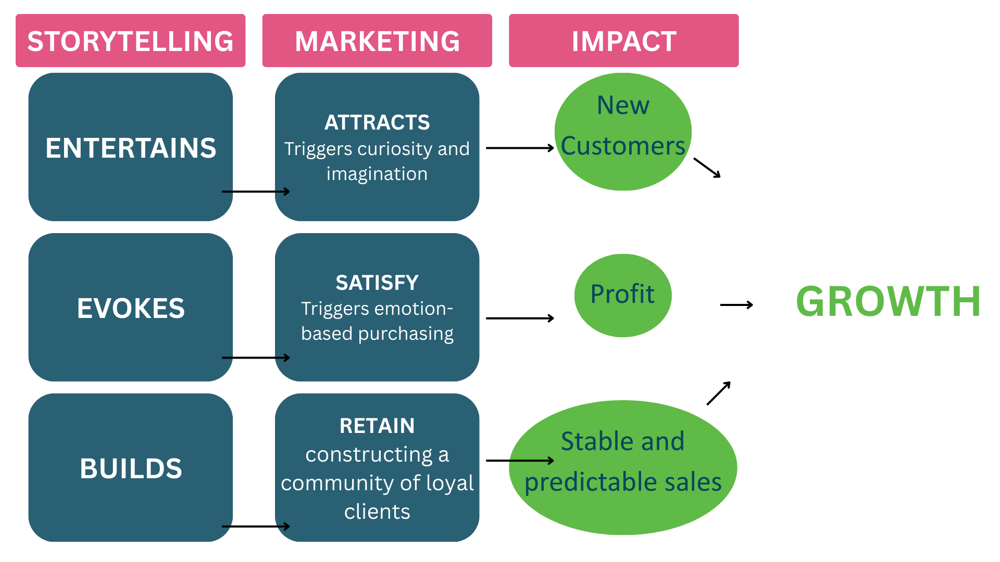 STORYTELLING
MARKETING
IMPACT
ENTERTAINS
ATTRACTS
Triggers curiosity and
imagination
New
Customers
EVOKES
SATISFY
Triggers emotion-
based purchasing
Profit
GROWTH
BUILDS
RETAIN
constructing a
community of loyal
clients
Stable and
predictable sales